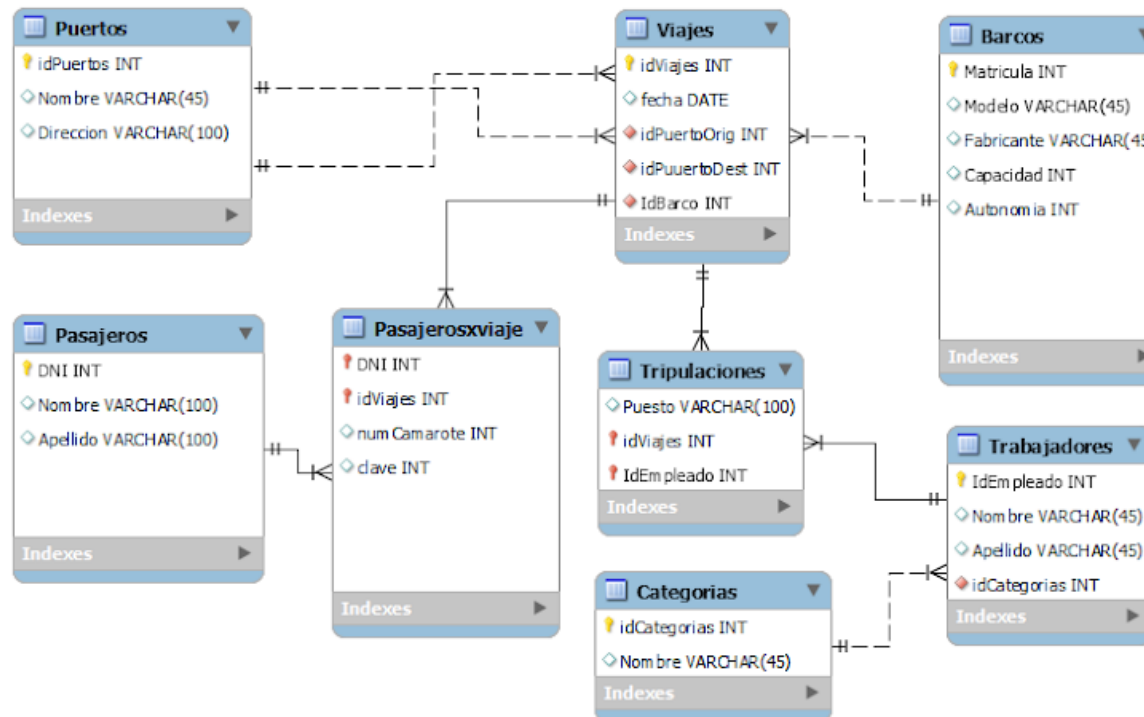 Puertos
idPuertos INT
Nombre VARCHAR(45)
Direccion VARCHAR(100)
Indexes
Viajes
idViajes INT
fecha DATE
idPuertoOrig INT
idPuuertoDest INT
IdBarco INT
Indexes
Barcos
Matricula INT
Modelo VARCHAR(45)
Fabricante VARCHAR(45
Capacidad INT
Autonomia INT
Indexes
Pasajeros
DNI INT
Nombre VARCHAR(100)
Apellido VARCHAR(100)
Indexes
Pasajerosxviaje
DNI INT
idViajes INT
numCamarote INT
clave INT
Indexes
Tripulaciones
Puesto VARCHAR(100)
idViajes INT
IdEmpleado INT
Indexes
Trabajadores
IdEmpleado INT
Nombre VARCHAR(45)
Apellido VARCHAR(45)
idCategorias INT
Indexes
Categorias
idCategorias INT
Nombre VARCHAR(45)
Indexes